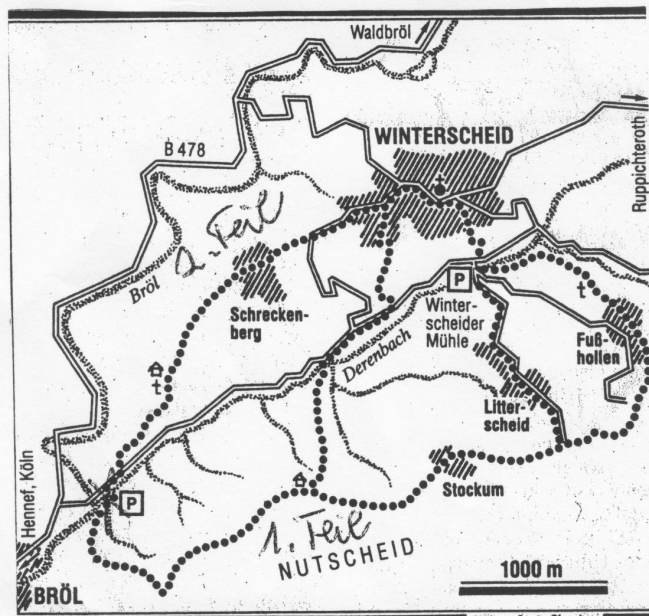 Waldbröl
B 478
WINTERSCHEID
Ruppichteroth
2. Teil
Bröl
Schrecken-
berg
P
Winter-
scheider
Mühle
Fuß-
hollen
Derenbach
Litter-
scheid
Stockum
Hennef, Köln
P
1. Teil
NUTSCHEID
1000 m
BRÖL